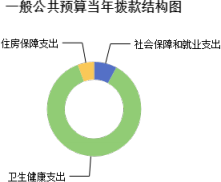 一般公共预算当年拨款结构图
住房保障支出
社会保障和就业支出
卫生健康支出